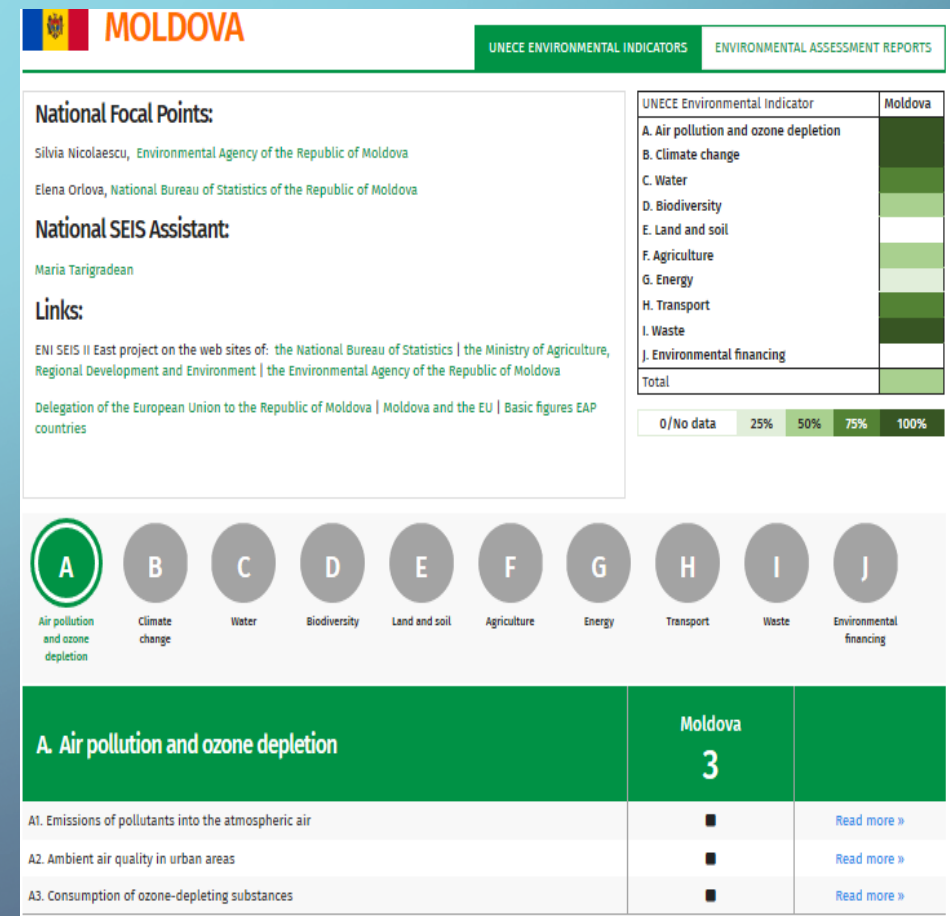 MOLDOVA
UNECE ENVIRONMENTAL INDICATORS
ENVIRONMENTAL ASSESSMENT REPORTS
National Focal Points:
Silvia Nicolaescu, Environmental Agency of the Republic of Moldova
Elena Orlova, National Bureau of Statistics of the Republic of Moldova
National SEIS Assistant:
Maria Tarigradean
Links:
ENI SEIS II East project on the web sites of: the National Bureau of Statistics | the Ministry of Agriculture,
Regional Development and Environment | the Environmental Agency of the Republic of Moldova
Delegation of the European Union to the Republic of Moldova | Moldova and the EU | Basic figures EAP
countries
UNECE Environmental Indicator Moldova
A. Air pollution and ozone depletion
B. Climate change
C. Water
D. Biodiversity
E. Land and soil
F. Agriculture
G. Energy
H. Transport
I. Waste
J. Environmental financing
Total
0/No data 25% 50% 75% 100%
A B C D E F G H I J
Air pollution
and ozone
depletion
Climate
change
Water
Biodiversity
Land and soil
Agriculture
Energy
Transport
Waste
Environmental
financing
A. Air pollution and ozone depletion
Moldova
3
A1. Emissions of pollutants into the atmospheric air Read more »
A2. Ambient air quality in urban areas Read more »
A3. Consumption of ozone-depleting substances Read more »